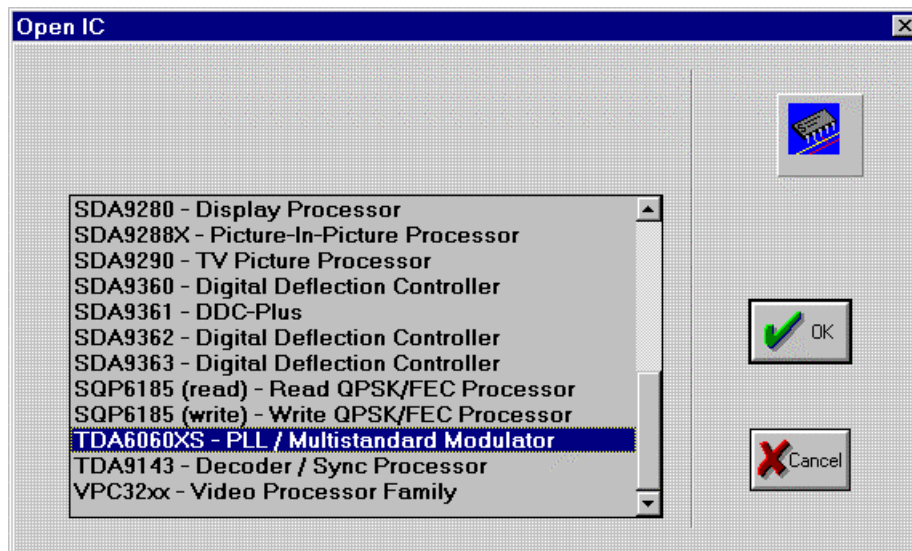 Open IC
SDA9280 - Display Processor
SDA9288X - Picture-In-Picture Processor
SDA9290 - TV Picture Processor
SDA9360 - Digital Deflection Controller
SDA9361 - DDC-Plus
SDA9362 - Digital Deflection Controller
SDA9363 - Digital Deflection Controller
SQP6185 (read) - Read QPSK/FEC Processor
SQP6185 (write) - Write QPSK/FEC Processor
TDA6060XS - PLL / Multistandard Modulator
TDA9143 - Decoder / Sync Processor
VPC32xx - Video Processor Family
OK
Cancel